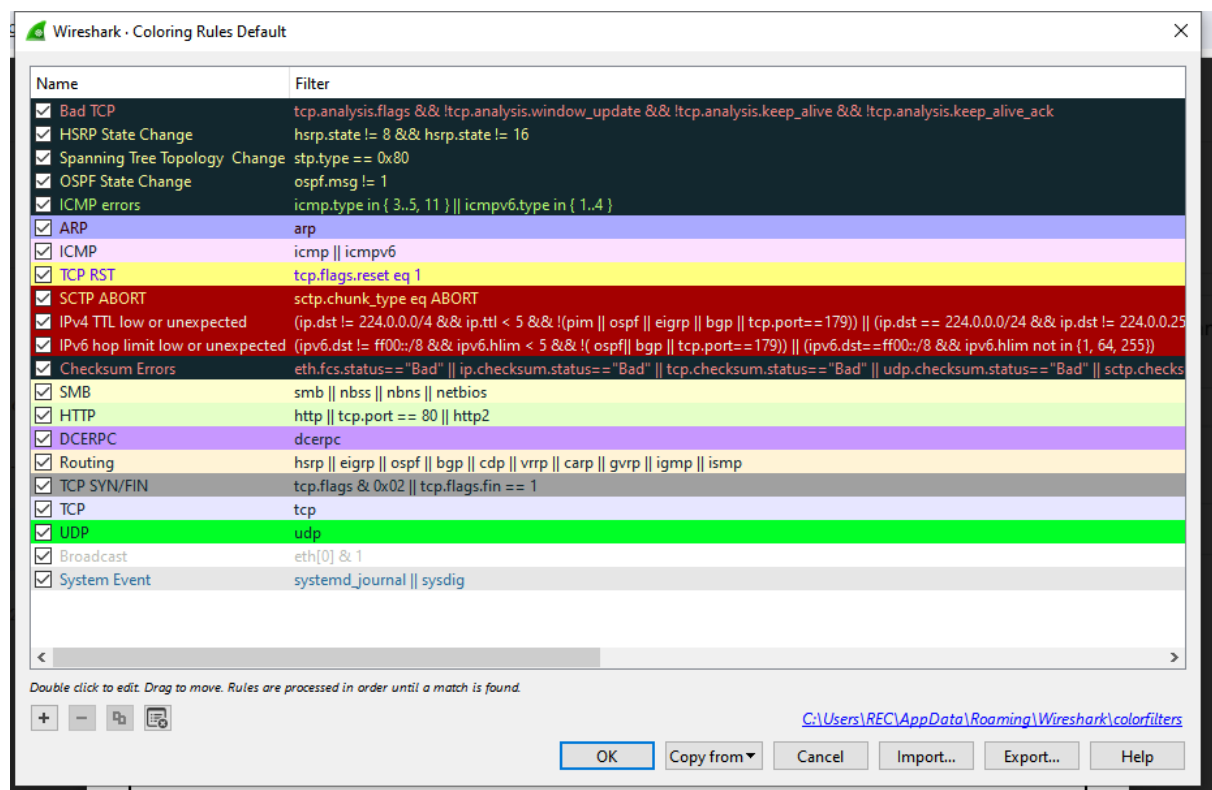 Wireshark · Coloring Rules Default
Name Filter
Bad TCP tcp.analysis.flags && !tcp.analysis.window_update && !tcp.analysis.keep_alive && !tcp.analysis.keep_alive_ack
HSRP State Change hsrp.state != 8 && hsrp.state != 16
Spanning Tree Topology  Change stp.type == 0x80
OSPF State Change ospf.msg != 1
ICMP errors icmp.type in { 3..5, 11 } || icmpv6.type in { 1..4 }
ARP arp
ICMP icmp || icmpv6
TCP RST tcp.flags.reset eq 1
SCTP ABORT sctp.chunk_type eq ABORT
IPv4 TTL low or unexpected (ip.dst != 224.0.0.0/4 && ip.ttl < 5 && !(pim || ospf || eigrp || bgp || tcp.port==179)) || (ip.dst == 224.0.0.0/24 && ip.dst != 224.0.0.25
IPv6 hop limit low or unexpected (ipv6.dst != ff00::/8 && ipv6.hlim < 5 && !( ospf|| bgp || tcp.port==179)) || (ipv6.dst==ff00::/8 && ipv6.hlim not in {1, 64, 255})
Checksum Errors eth.fcs.status=="Bad" || ip.checksum.status=="Bad" || tcp.checksum.status=="Bad" || udp.checksum.status=="Bad" || sctp.checks
SMB smb || nbss || nbns || netbios
HTTP http || tcp.port == 80 || http2
DCERPC dcerpc
Routing hsrp || eigrp || ospf || bgp || cdp || vrrp || carp || gvrp || igmp || ismp
TCP SYN/FIN tcp.flags & 0x02 || tcp.flags.fin == 1
TCP tcp
UDP udp
Broadcast eth[0] & 1
System Event systemd_journal || sysdig
Double click to edit. Drag to move. Rules are processed in order until a match is found.
C:\Users\REC\AppData\Roaming\Wireshark\colorfilters
OK Copy from Cancel Import... Export... Help